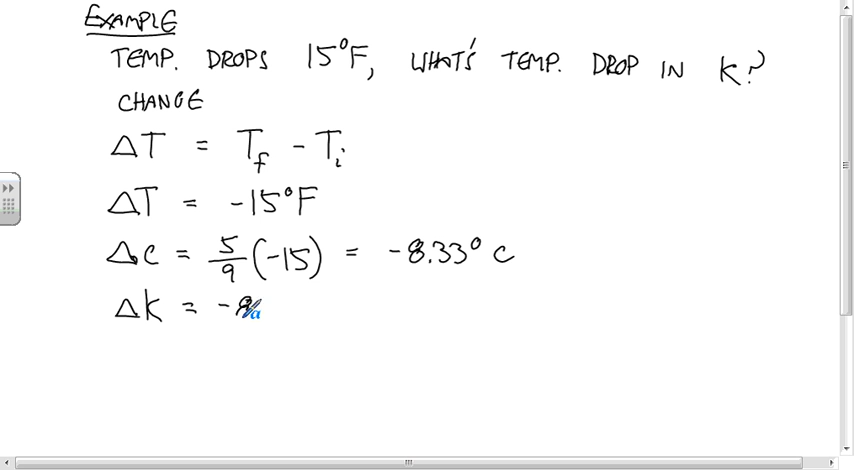 EXAMPLE
TEMP. DROPS 15°F, WHAT'S TEMP. DROP IN K?
CHANGE
ΔT = Tf - Ti
ΔT = -15°F
ΔC = 5/9 (-15) = -8.33° C
ΔK = -8